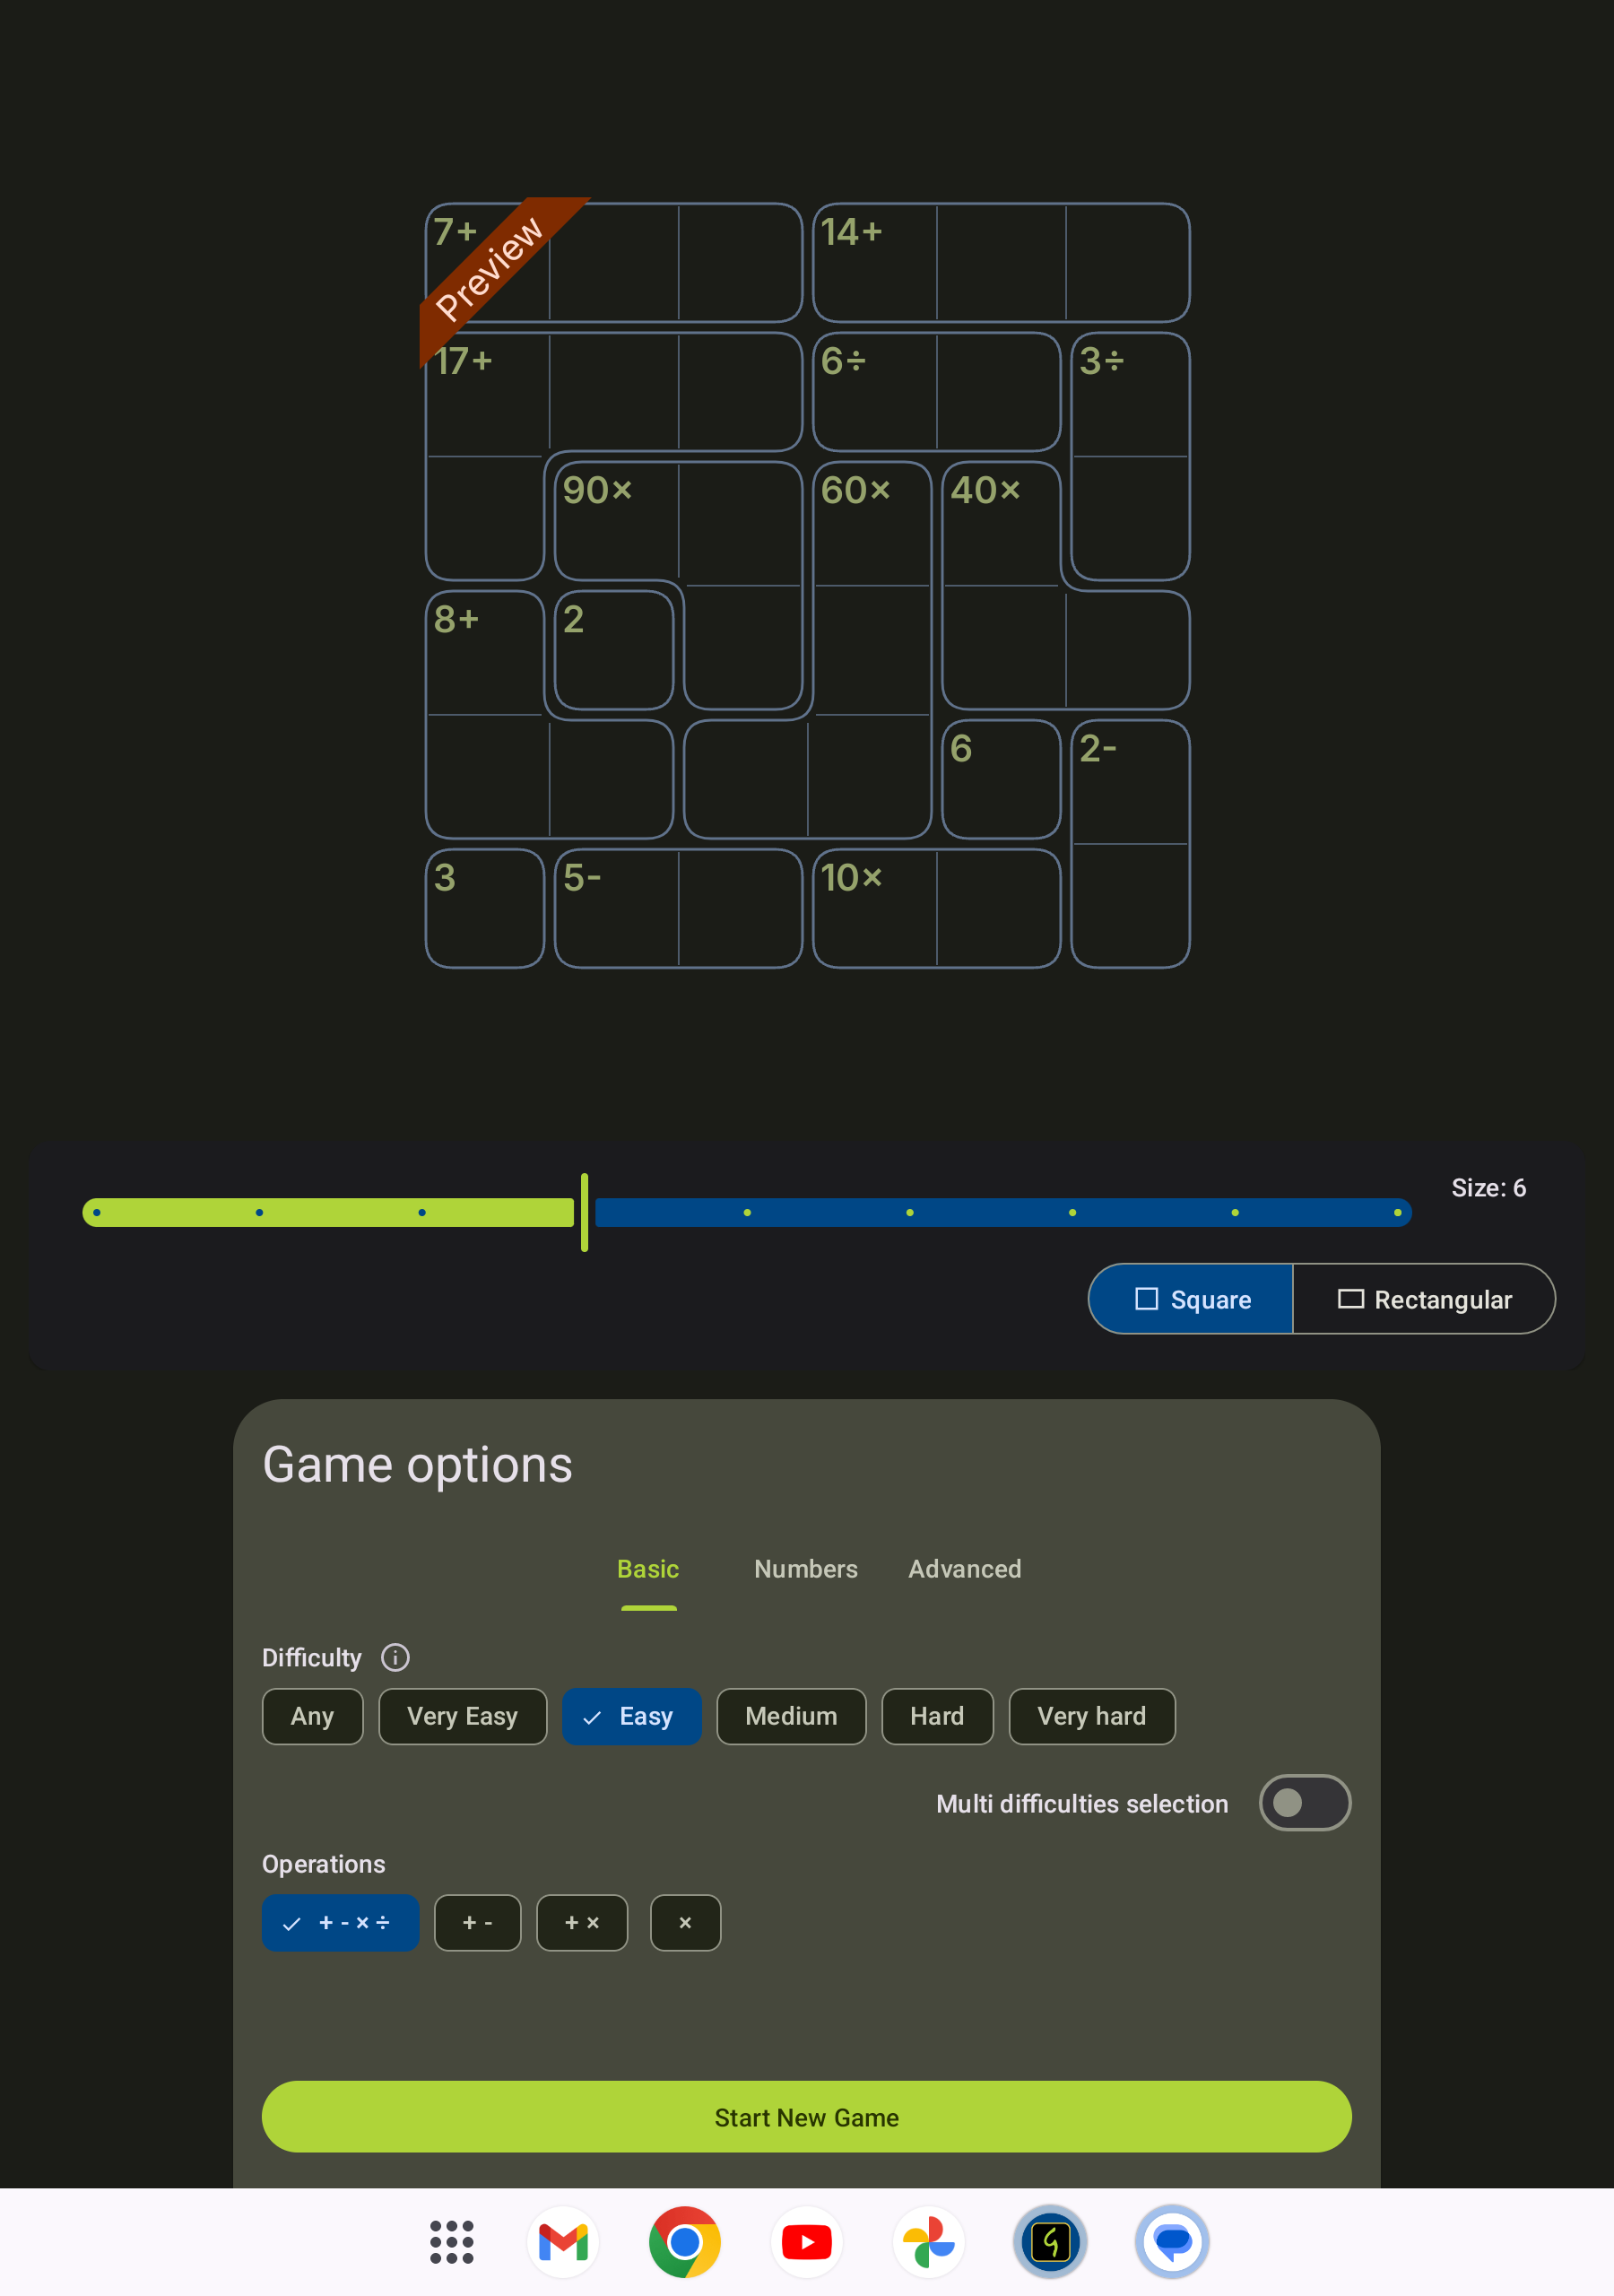 7+ 14+
Preview
17+ 6÷ 3÷
90× 60× 40×
8+ 2
6 2-
3 5- 10×
Size: 6
Square Rectangular
Game options
Basic Numbers Advanced
Difficulty
Any Very Easy Easy Medium Hard Very hard
Multi difficulties selection
Operations
+ - × ÷ + - + × ×
Start New Game